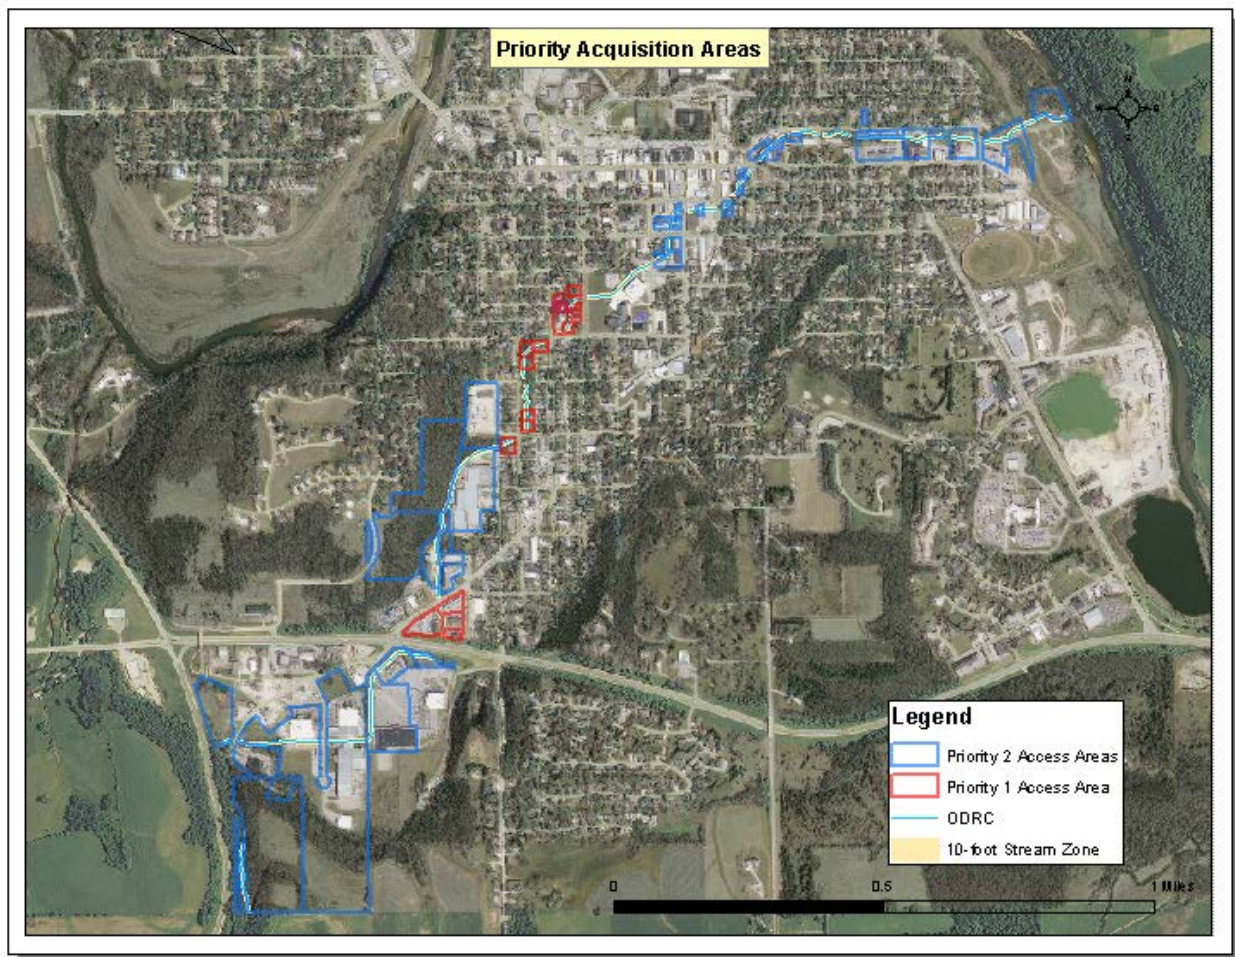 Priority Acquisition Areas
N
W E
S
Legend
Priority 2 Access Areas
Priority 1 Access Area
ODRC
10-foot Stream Zone
0 0.5 1 Miles